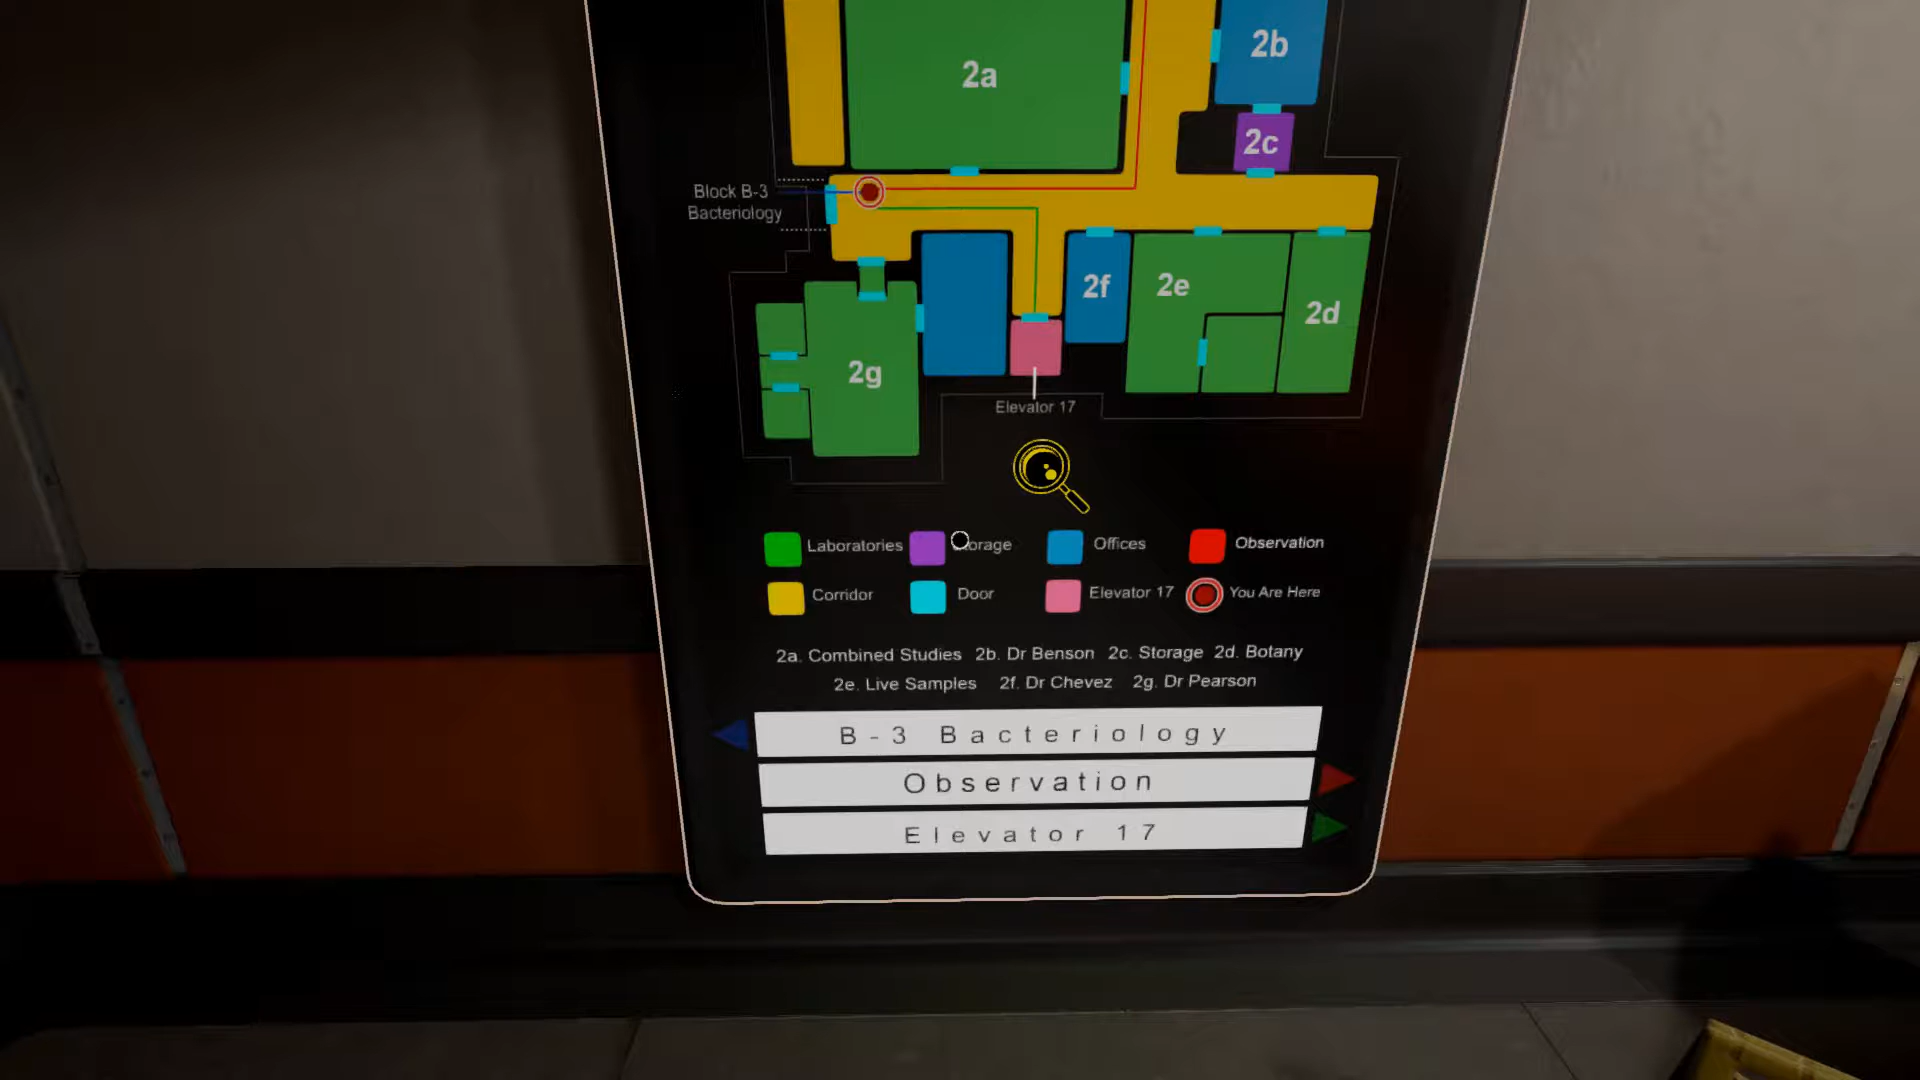 2a
2b
2c
Block B-3
Bacteriology
2f
2e
2d
2g
Elevator 17
Laboratories
Storage
Offices
Observation
Corridor
Door
Elevator 17
You Are Here
2a. Combined Studies 2b. Dr Benson 2c. Storage 2d. Botany
2e. Live Samples 2f. Dr Chevez 2g. Dr Pearson
B-3 Bacteriology
Observation
Elevator 17